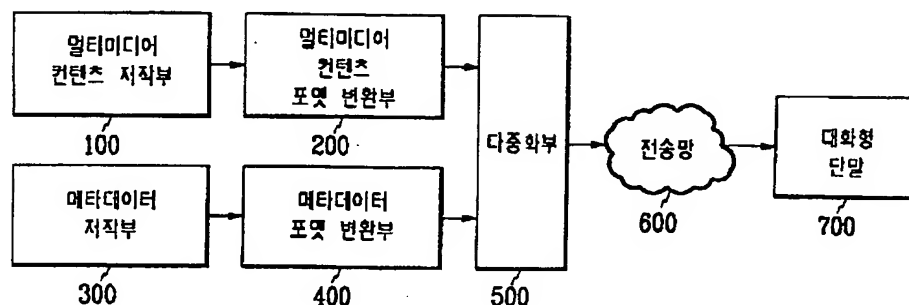 멀티미디어
컨텐츠 저작부
100
멀티미디어
컨텐츠
포맷 변환부
200
메타데이터
저작부
300
메타데이터
포맷 변환부
400
다중화부
500
전송망
600
대화형
단말
700